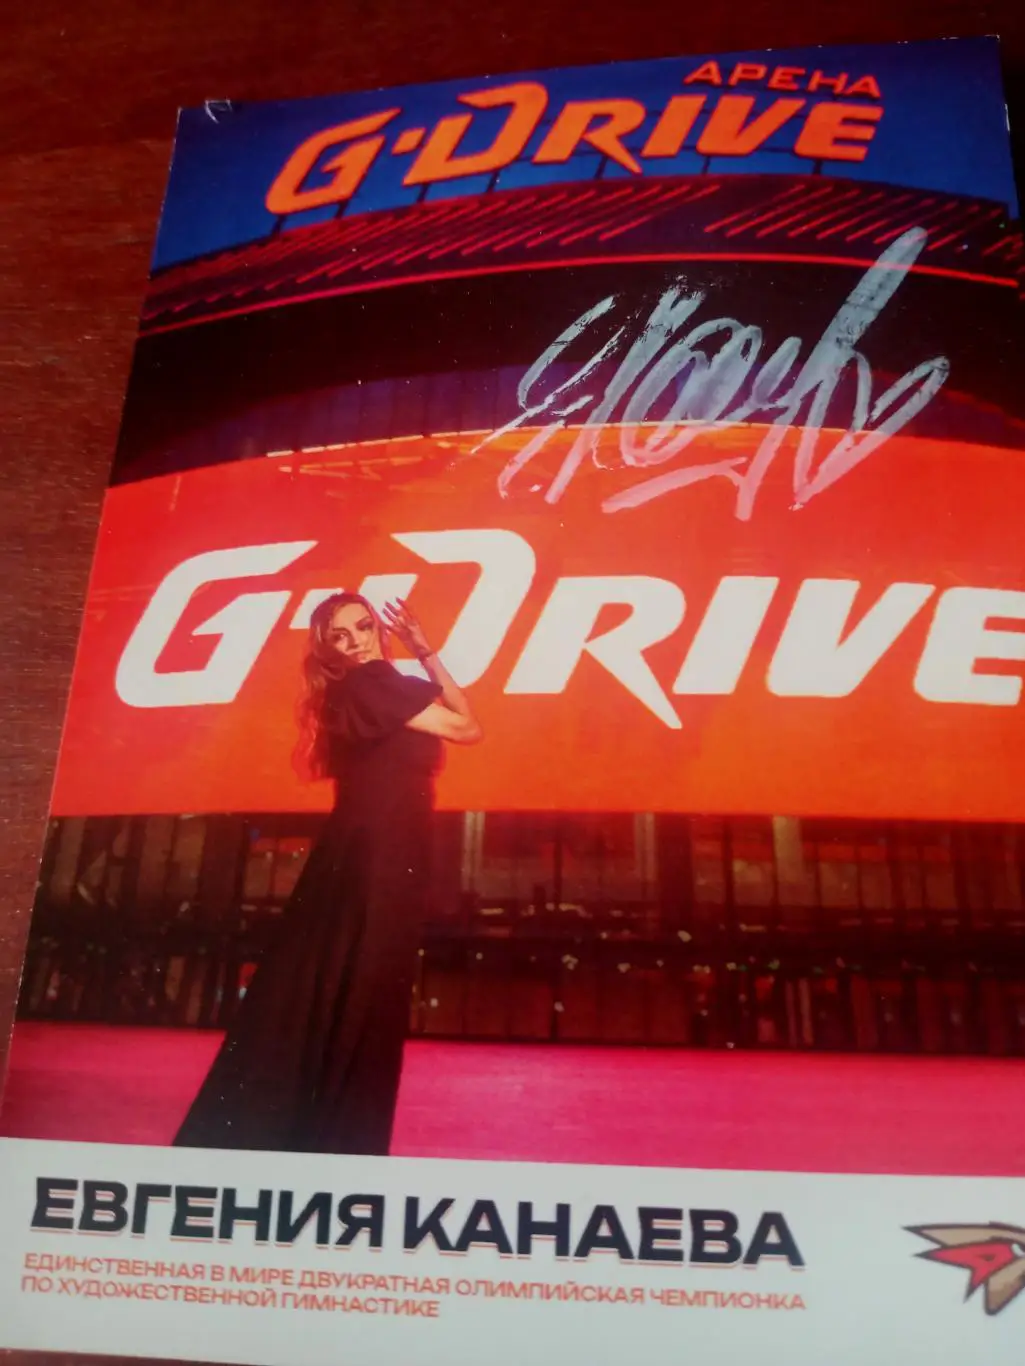 АРЕНА
G-DRIVE
G-DRIVE
ЕВГЕНИЯ КАНАЕВА
ЕДИНСТВЕННАЯ В МИРЕ ДВУКРАТНАЯ ОЛИМПИЙСКАЯ ЧЕМПИОНКА
ПО ХУДОЖЕСТВЕННОЙ ГИМНАСТИКЕ